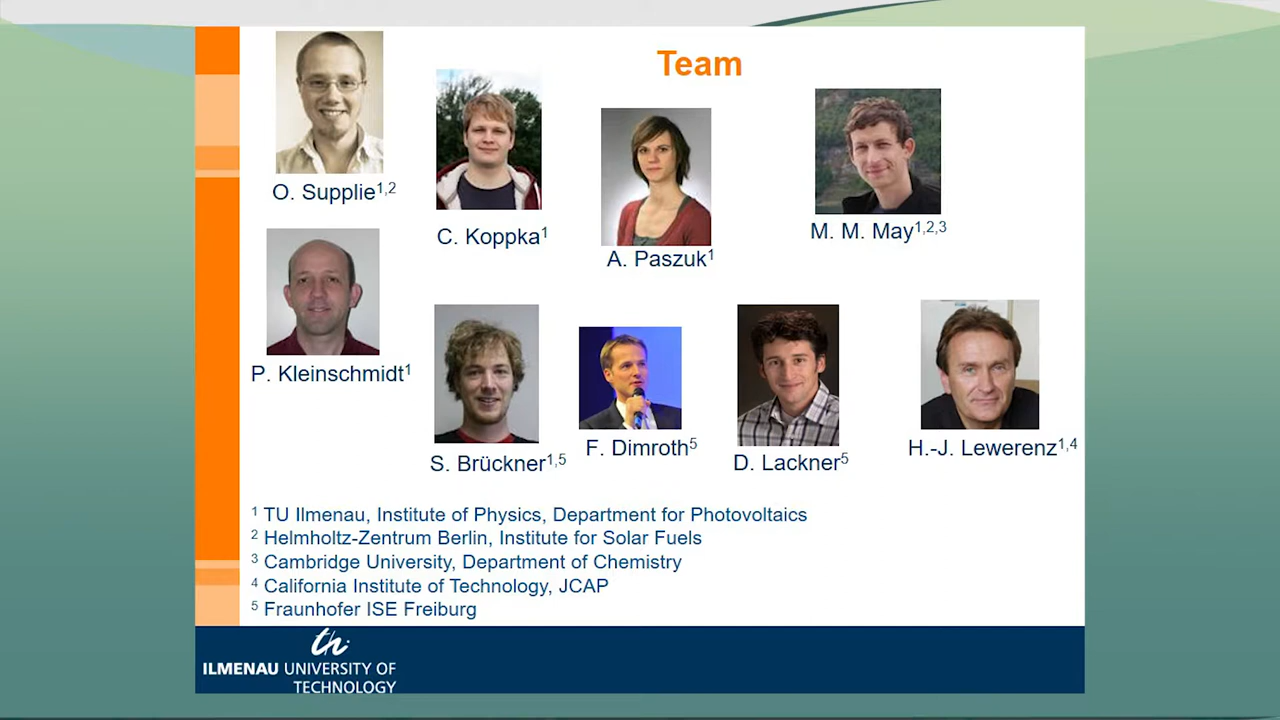 Team
O. Supplie1,2
C. Koppka1
A. Paszuk1
M. M. May1,2,3
P. Kleinschmidt1
S. Brückner1,5
F. Dimroth5
D. Lackner5
H.-J. Lewerenz1,4
1 TU Ilmenau, Institute of Physics, Department for Photovoltaics
2 Helmholtz-Zentrum Berlin, Institute for Solar Fuels
3 Cambridge University, Department of Chemistry
4 California Institute of Technology, JCAP
5 Fraunhofer ISE Freiburg
th
ILMENAU UNIVERSITY OF
TECHNOLOGY